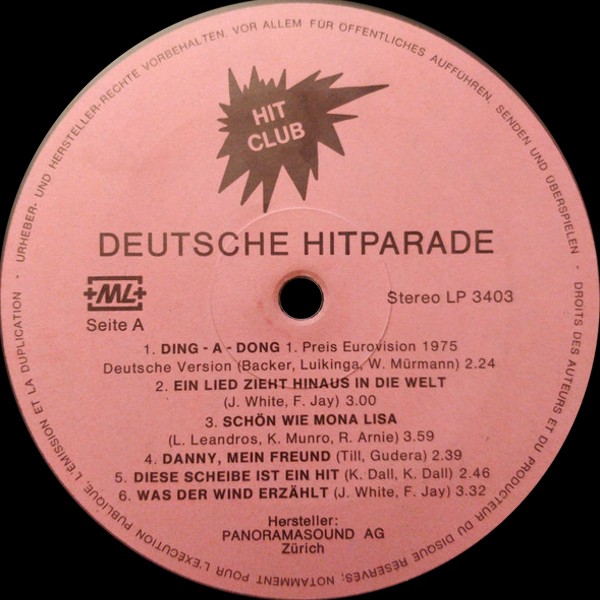 URHEBER- UND HERSTELLER-RECHTE VORBEHALTEN, VOR ALLEM FÜR ÖFFENTLICHES AUFFÜHREN, SENDEN UND ÜBERSPIELEN -
DROITS DES AUTEURS ET DU PRODUCTEUR DU DISQUE RÉSERVÉS; NOTAMMENT POUR L'EXÉCUTION PUBLIQUE, L'EMISSION ET LA DUPLICATION -
HIT
CLUB
DEUTSCHE HITPARADE
+ML+
Stereo LP 3403
Seite A
1. DING - A - DONG 1. Preis Eurovision 1975
Deutsche Version (Backer, Luikinga, W. Mürmann) 2.24
2. EIN LIED ZIEHT HINAUS IN DIE WELT
(J. White, F. Jay) 3.00
3. SCHÖN WIE MONA LISA
(L. Leandros, K. Munro, R. Arnie) 3.59
4. DANNY, MEIN FREUND (Till, Gudera) 2.39
5. DIESE SCHEIBE IST EIN HIT (K. Dall, K. Dall) 2.46
6. WAS DER WIND ERZÄHLT (J. White, F. Jay) 3.32
Hersteller:
PANORAMASOUND AG
Zürich